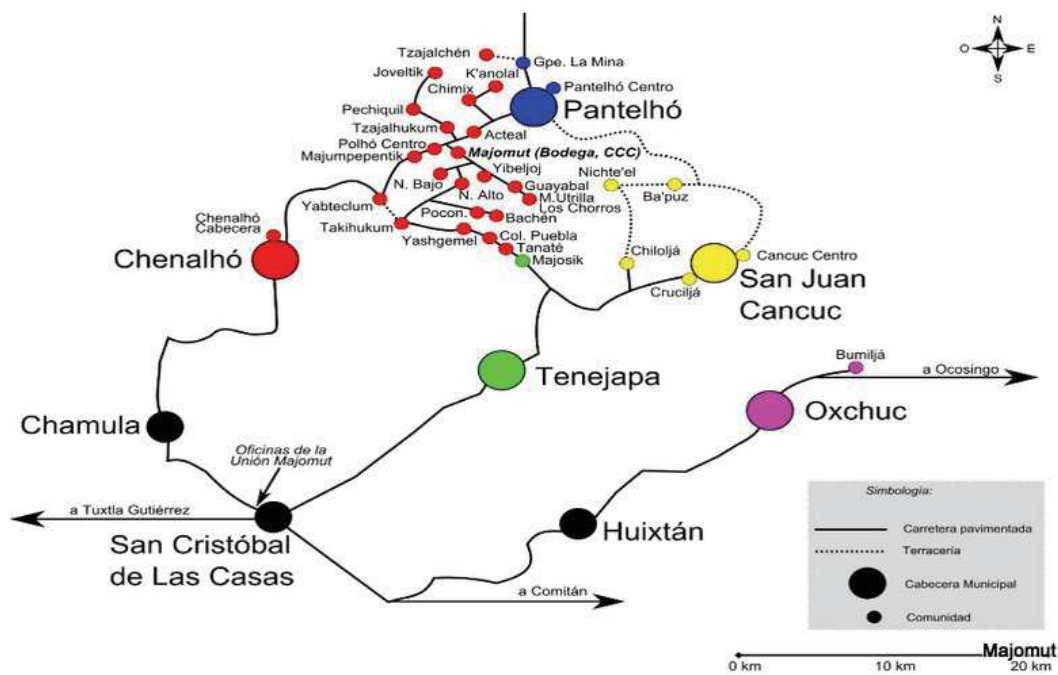 N
O
E
S
Tzajalchén
Gpe. La Mina
Joveltik
K'anolal
Chimix
Pantelhó Centro
Pantelhó
Pechiquil
Tzajalhukum
Acteal
Polhó Centro
Majomut (Bodega, CCC)
Majumpepentik
Yibeljoj
Nichte'el
N. Bajo
Guayabal
N. Alto
M.Utrilla
Ba'puz
Los Chorros
Yabteclum
Pocon.
Bachén
Chenalhó
Cabecera
Takihukum
Yashgemel
Col. Puebla
Tanaté
Majosik
Chiloljá
Cancuc Centro
Chenalhó
Cruciljá
San Juan
Cancuc
Bumiljá
a Ocosingo
Tenejapa
Oxchuc
Chamula
Oficinas de la
Unión Majomut
a Tuxtla Gutiérrez
San Cristóbal
de Las Casas
Huixtán
a Comitán
Simbología:
Carretera pavimentada
Terracería
Cabecera Municipal
Comunidad
Majomut
0 km
10 km
20 km